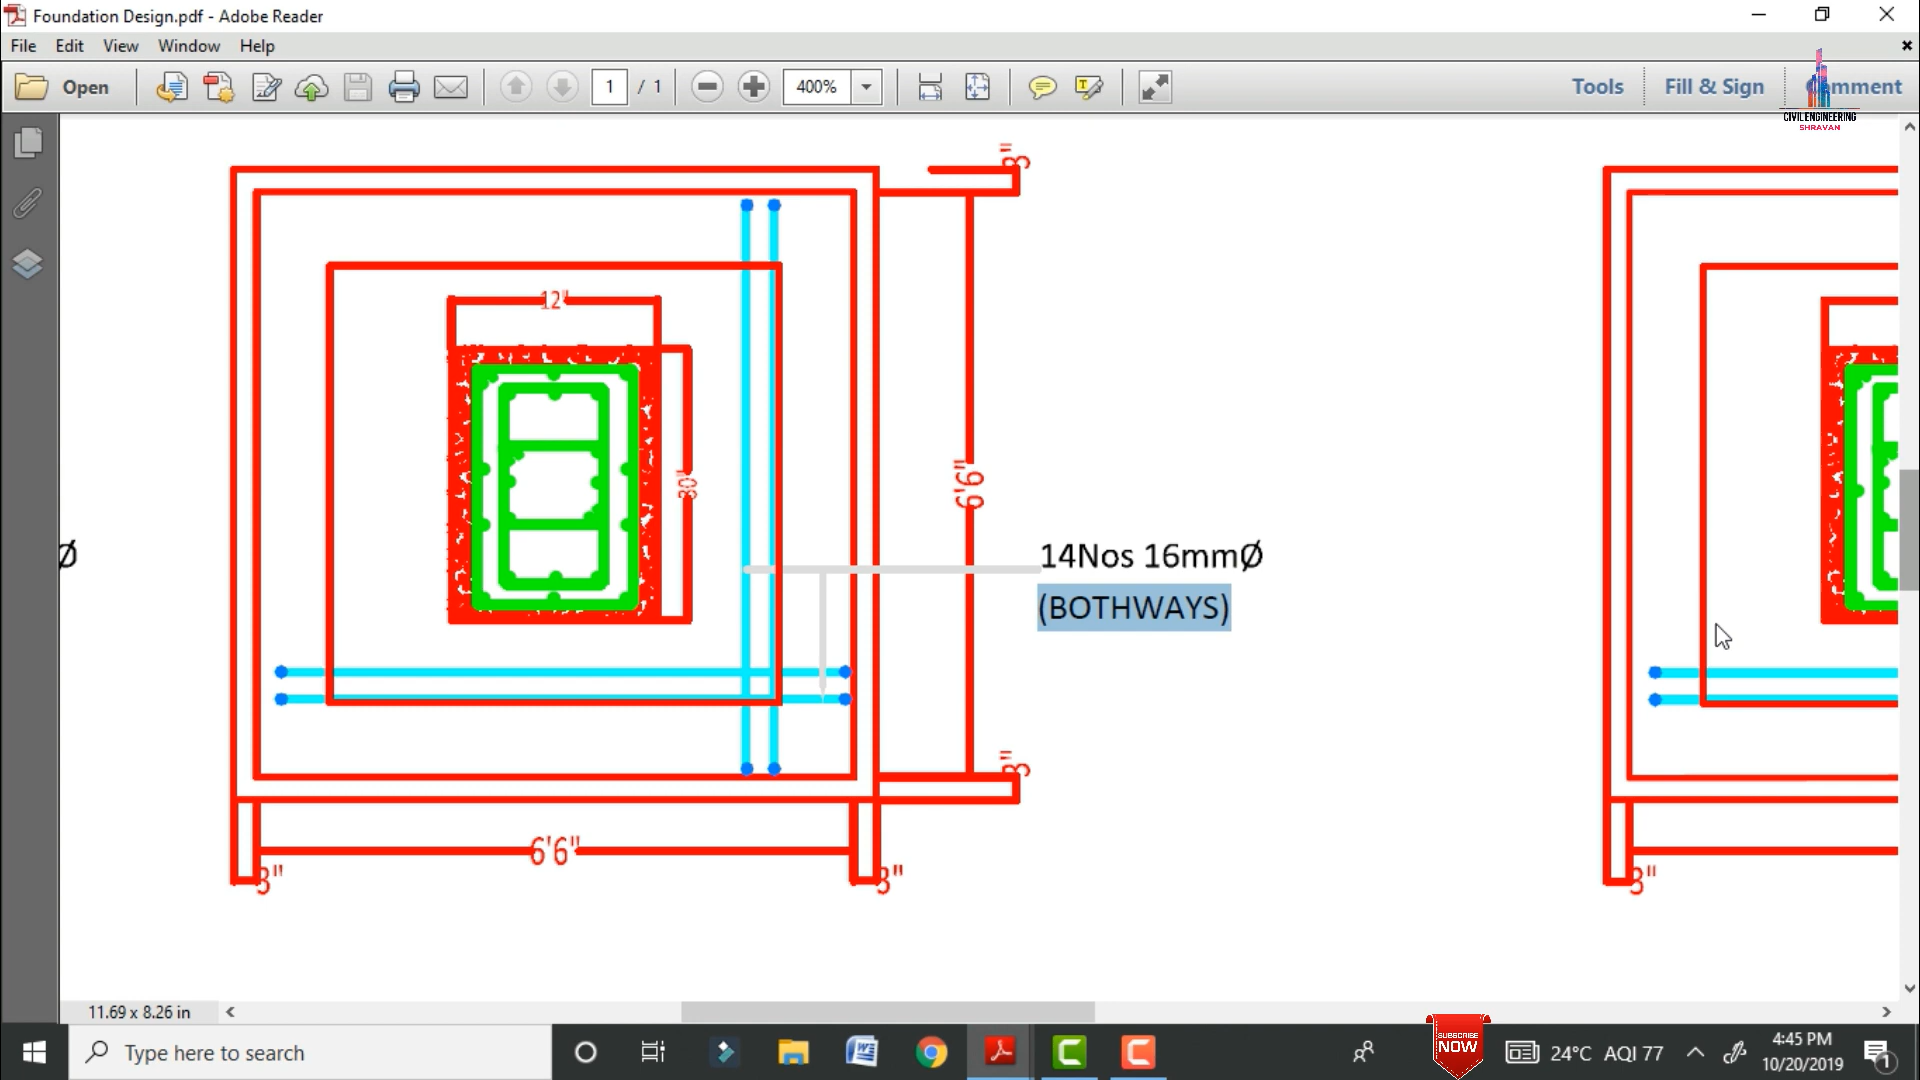 Foundation Design.pdf - Adobe Reader
File Edit View Window Help
Open 1 / 1 400% Tools Fill & Sign Comment
CIVIL ENGINEERING
SHRAVAN
3"
12"
30"
6'6"
14Nos 16mmØ
Ø
(BOTHWAYS)
3"
6'6"
3" 3" 3"
11.69 x 8.26 in
Type here to search
SUBSCRIBE
NOW
24°C AQI 77
4:45 PM
10/20/2019
1